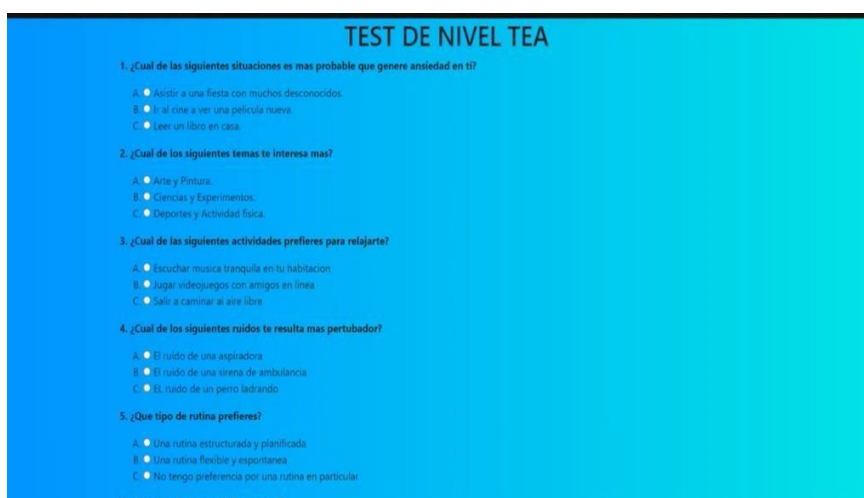 TEST DE NIVEL TEA
1. ¿Cual de las siguientes situaciones es mas probable que genere ansiedad en ti?
A. Asistir a una fiesta con muchos desconocidos.
B. Ir al cine a ver una pelicula nueva.
C. Leer un libro en casa.
2. ¿Cual de los siguientes temas te interesa mas?
A. Arte y Pintura.
B. Ciencias y Experimentos.
C. Deportes y Actividad fisica.
3. ¿Cual de las siguientes actividades prefieres para relajarte?
A. Escuchar musica tranquila en tu habitacion
B. Jugar videojuegos con amigos en linea
C. Salir a caminar al aire libre
4. ¿Cual de los siguientes ruidos te resulta mas pertubador?
A. El ruido de una aspiradora
B. El ruido de una sirena de ambulancia
C. EL ruido de un perro ladrando
5. ¿Que tipo de rutina prefieres?
A. Una rutina estructurada y planificada
B. Una rutina flexible y espontanea
C. No tengo preferencia por una rutina en particular